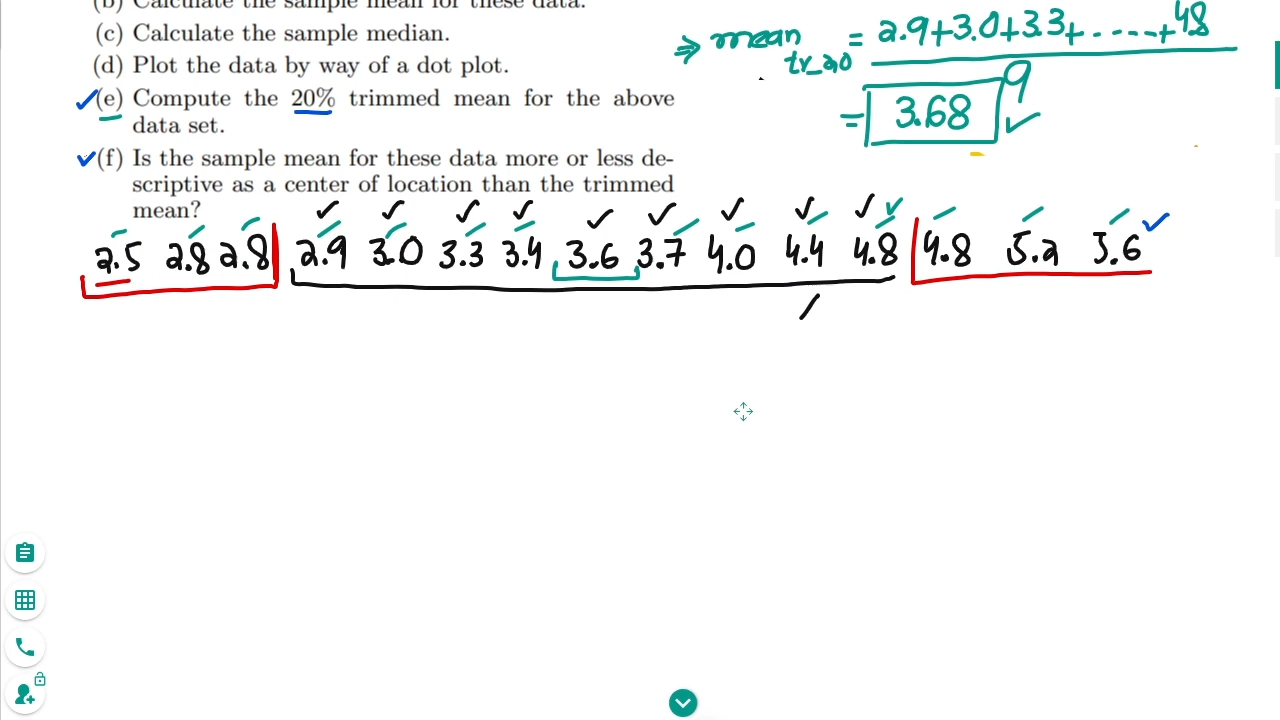 (b) Calculate the sample mean for these data.
(c) Calculate the sample median.
(d) Plot the data by way of a dot plot.
(e) Compute the 20% trimmed mean for the above
data set.
(f) Is the sample mean for these data more or less de-
scriptive as a center of location than the trimmed
mean?
⇒ mean tr_20 = 2.9+3.0+3.3+.....+4.8
9
= 3.68
2.5 2.8 2.8 2.9 3.0 3.3 3.4 3.6 3.7 4.0 4.4 4.8 4.8 5.2 5.6